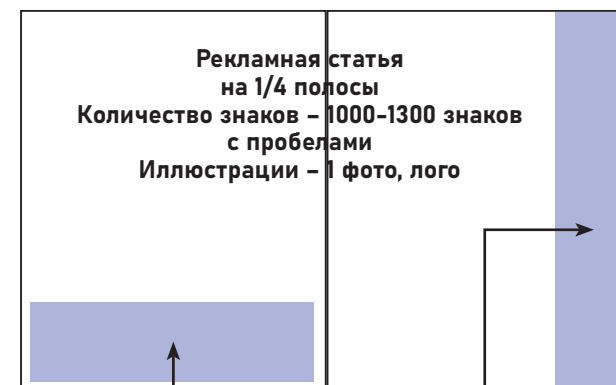 Рекламная статья
на 1/4 полосы
Количество знаков – 1000-1300 знаков
с пробелами
Иллюстрации – 1 фото, лого